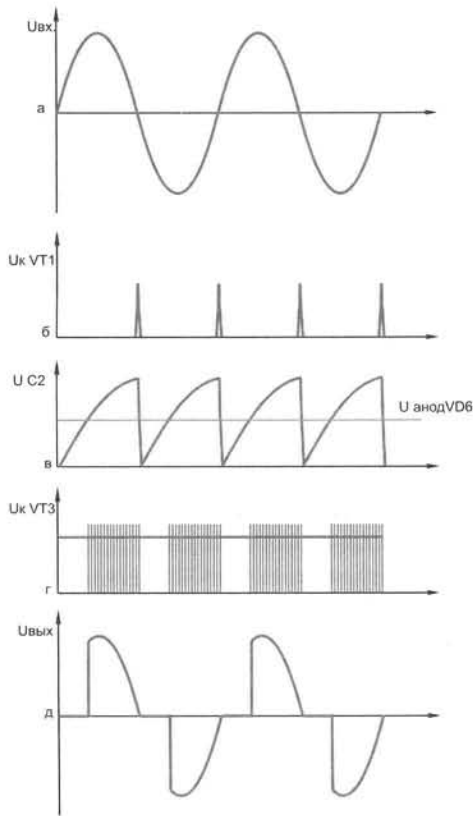 Uвх.
а
Uк VT1
б
U C2
U анодVD6
в
Uк VT3
г
Uвых
д